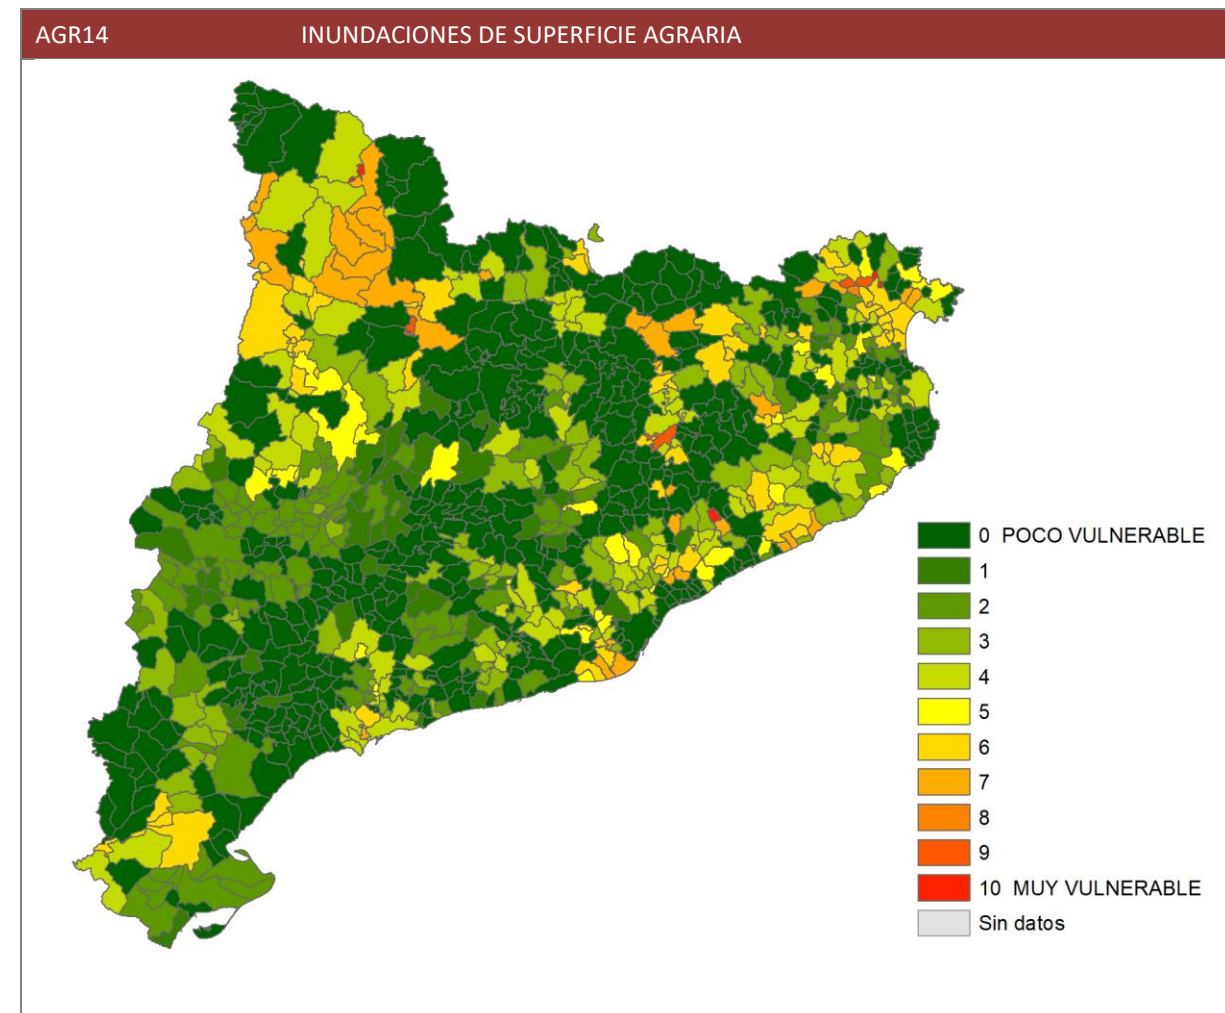 AGR14 INUNDACIONES DE SUPERFICIE AGRARIA
0 POCO VULNERABLE
1
2
3
4
5
6
7
8
9
10 MUY VULNERABLE
Sin datos